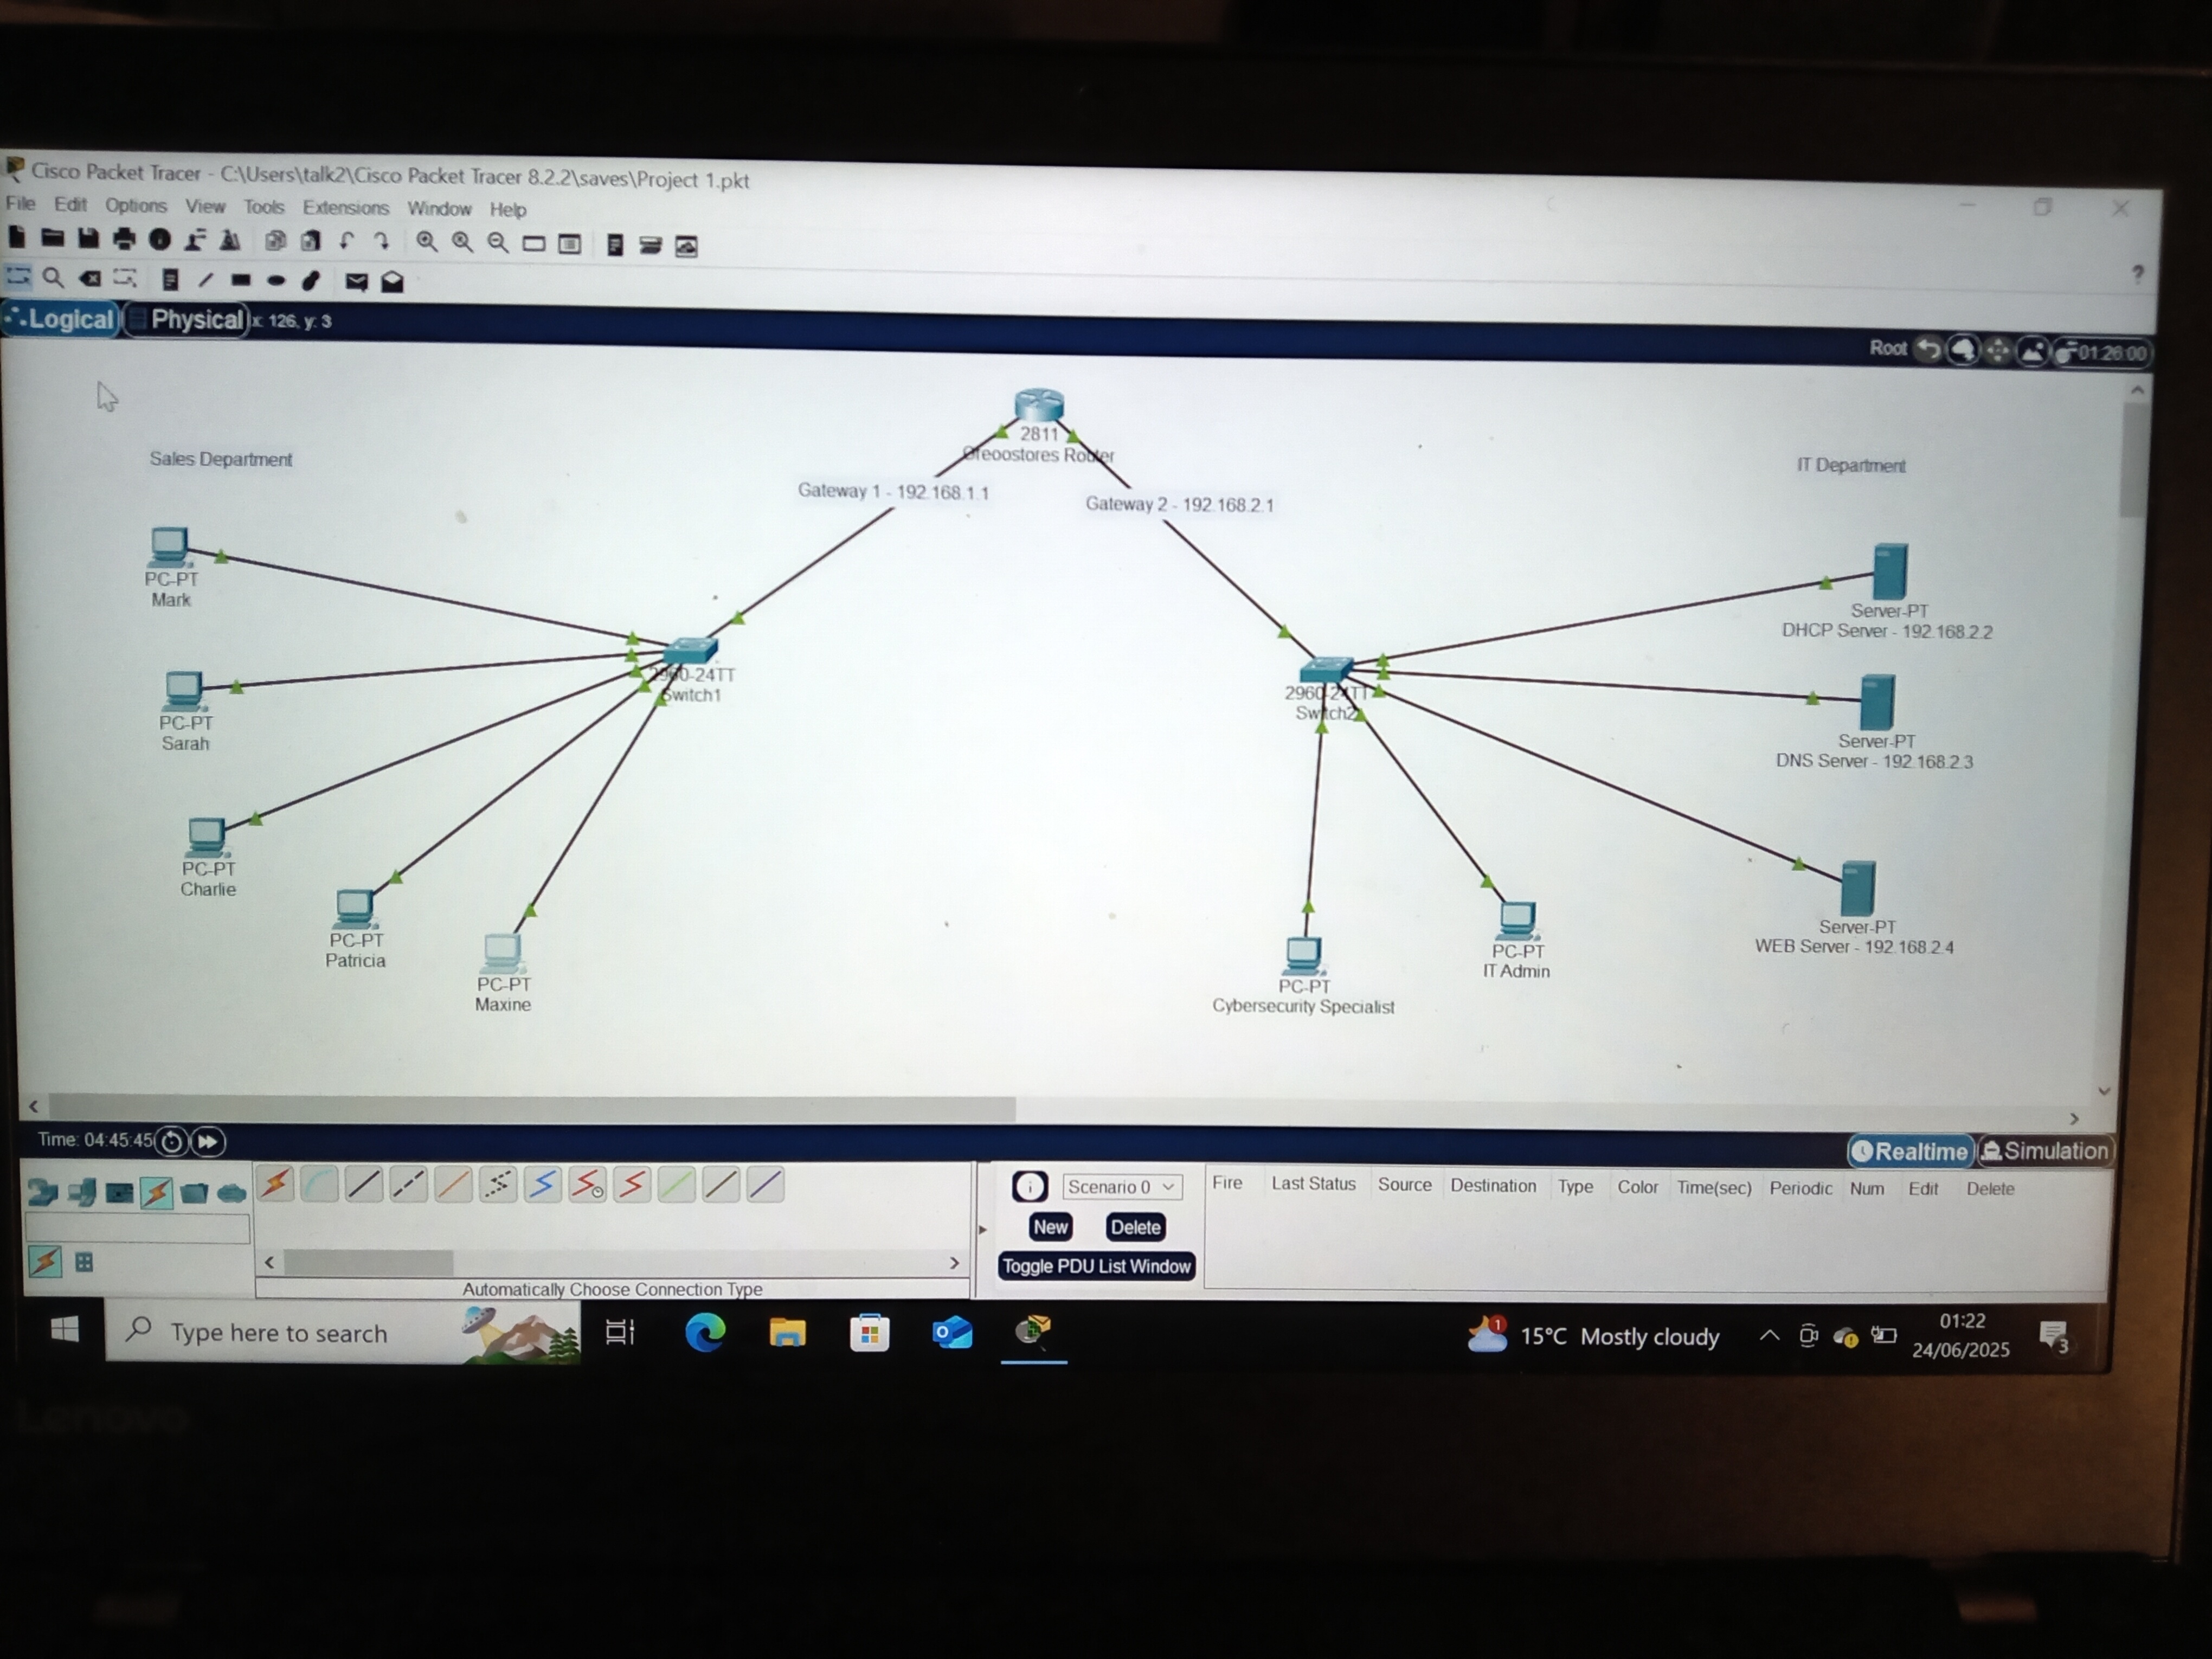 Cisco Packet Tracer - C:\Users\talk2\Cisco Packet Tracer 8.2.2\saves\Project 1.pkt
File Edit Options View Tools Extensions Window Help
?
Logical Physical x: 126, y: 3
Root 01:26:00
2811
Router
Sales Department
IT Department
Gateway 1 - 192.168.1.1
Gateway 2 - 192.168.2.1
PC-PT
Mark
PC-PT
Sarah
PC-PT
Charlie
PC-PT
Patricia
PC-PT
Maxine
2960-24TT
Switch1
2960-24TT
Switch2
Server-PT
DHCP Server - 192.168.2.2
Server-PT
DNS Server - 192.168.2.3
Server-PT
WEB Server - 192.168.2.4
PC-PT
IT Admin
PC-PT
Cybersecurity Specialist
Time: 04:45:45
Realtime Simulation
Scenario 0
New Delete
Toggle PDU List Window
Fire Last Status Source Destination Type Color Time(sec) Periodic Num Edit Delete
Automatically Choose Connection Type
Type here to search
1
15°C Mostly cloudy
01:22
24/06/2025
3
Lenovo